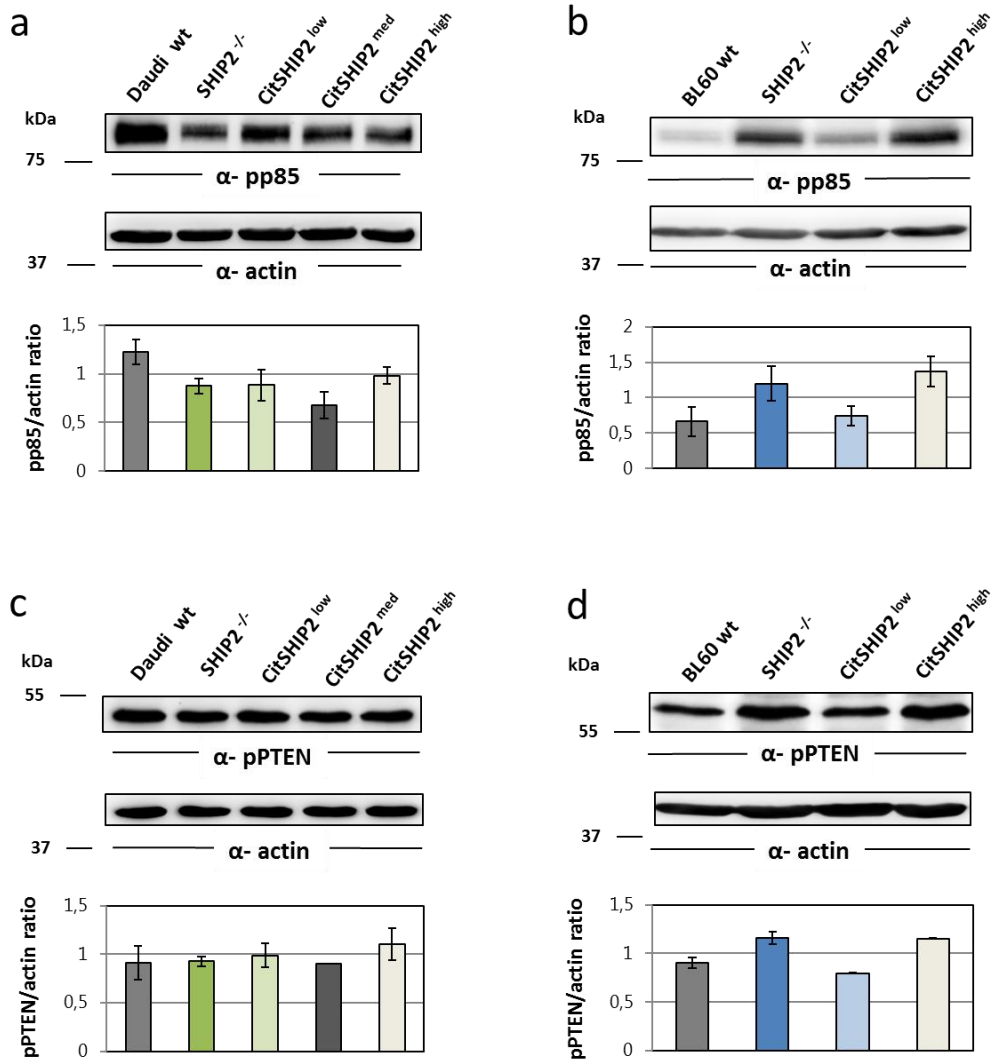 a
Daudi wt
SHIP2 -/-
CitSHIP2 low
CitSHIP2 med
CitSHIP2 high
kDa
75
α- pp85
37
α- actin
pp85/actin ratio
1,5
1
0,5
0
b
BL60 wt
SHIP2 -/-
CitSHIP2 low
CitSHIP2 high
kDa
75
α- pp85
37
α- actin
pp85/actin ratio
2
1,5
1
0,5
0
c
Daudi wt
SHIP2 -/-
CitSHIP2 low
CitSHIP2 med
CitSHIP2 high
kDa
55
α- pPTEN
37
α- actin
pPTEN/actin ratio
1,5
1
0,5
0
d
BL60 wt
SHIP2 -/-
CitSHIP2 low
CitSHIP2 high
kDa
55
α- pPTEN
37
α- actin
pPTEN/actin ratio
1,5
1
0,5
0